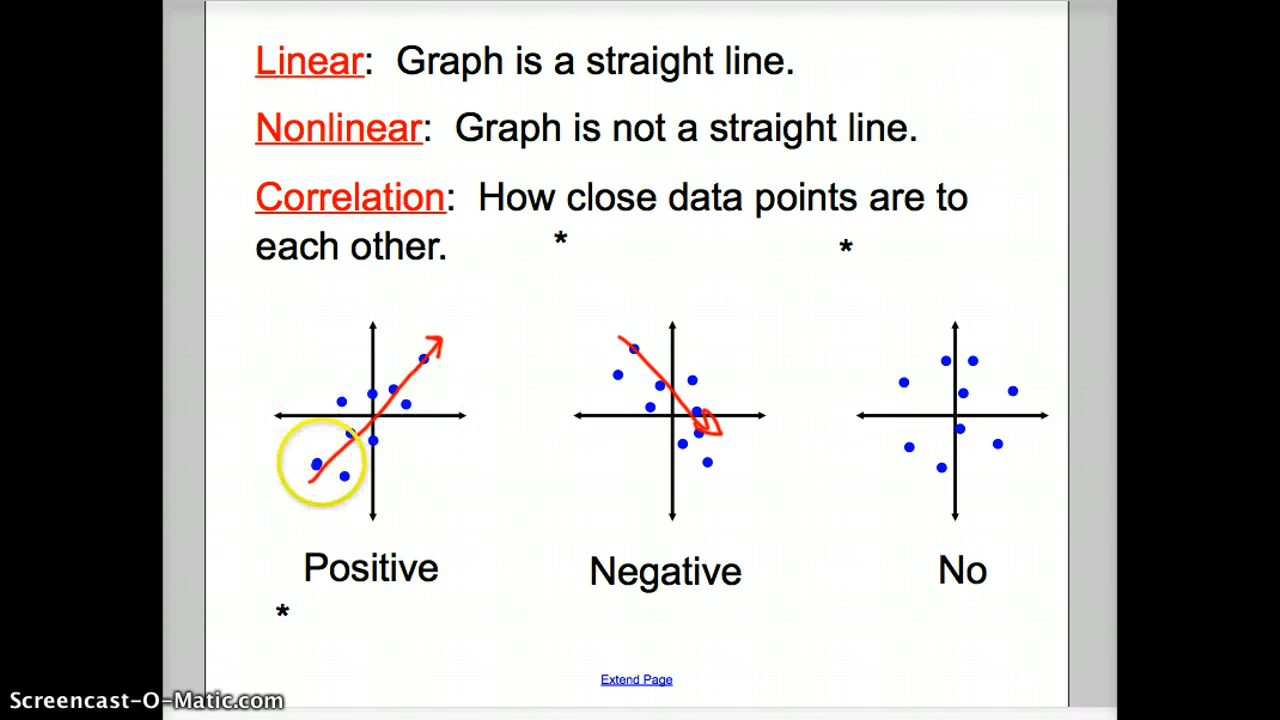 Linear:  Graph is a straight line.
Nonlinear:  Graph is not a straight line.
Correlation:  How close data points are to
each other.
*
*
Positive
Negative
No
*
Extend Page
Screencast-O-Matic.com